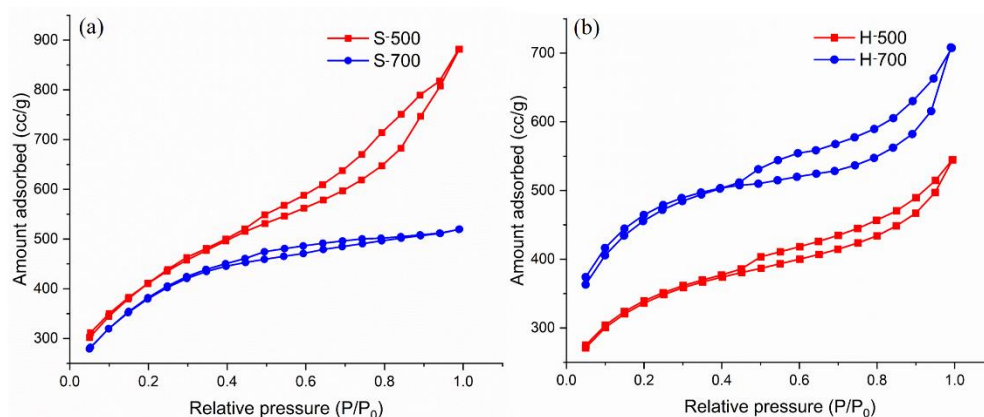 (a)
S-500
S-700
900
800
700
600
500
400
300
0.0 0.2 0.4 0.6 0.8 1.0
Amount adsorbed (cc/g)
Relative pressure (P/P0)
(b)
H-500
H-700
700
600
500
400
300
0.0 0.2 0.4 0.6 0.8 1.0
Amount adsorbed (cc/g)
Relative pressure (P/P0)